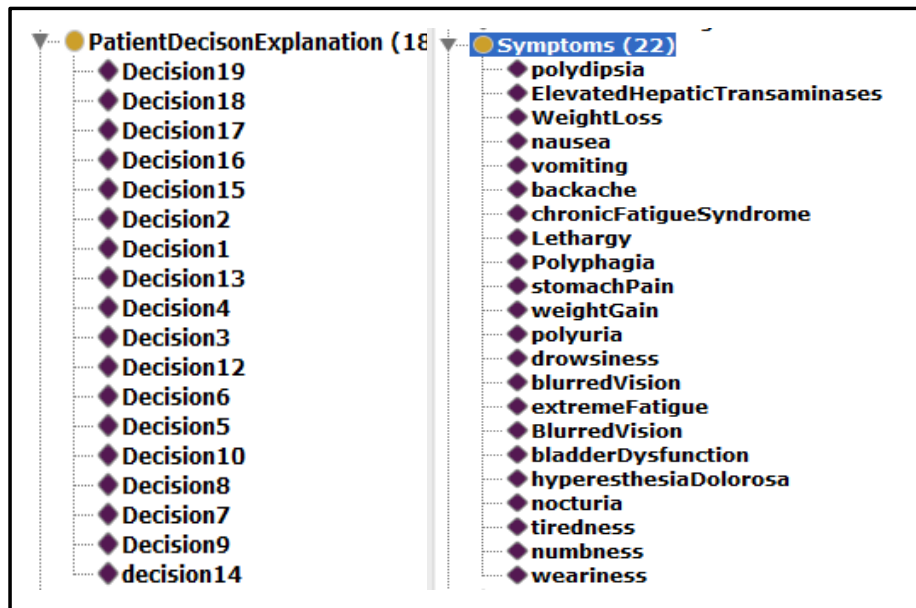 PatientDecisonExplanation (18
Decision19
Decision18
Decision17
Decision16
Decision15
Decision2
Decision1
Decision13
Decision4
Decision3
Decision12
Decision6
Decision5
Decision10
Decision8
Decision7
Decision9
decision14
Symptoms (22)
polydipsia
ElevatedHepaticTransaminases
WeightLoss
nausea
vomiting
backache
chronicFatigueSyndrome
Lethargy
Polyphagia
stomachPain
weightGain
polyuria
drowsiness
blurredVision
extremeFatigue
BlurredVision
bladderDysfunction
hyperesthesiaDolorosa
nocturia
tiredness
numbness
weariness